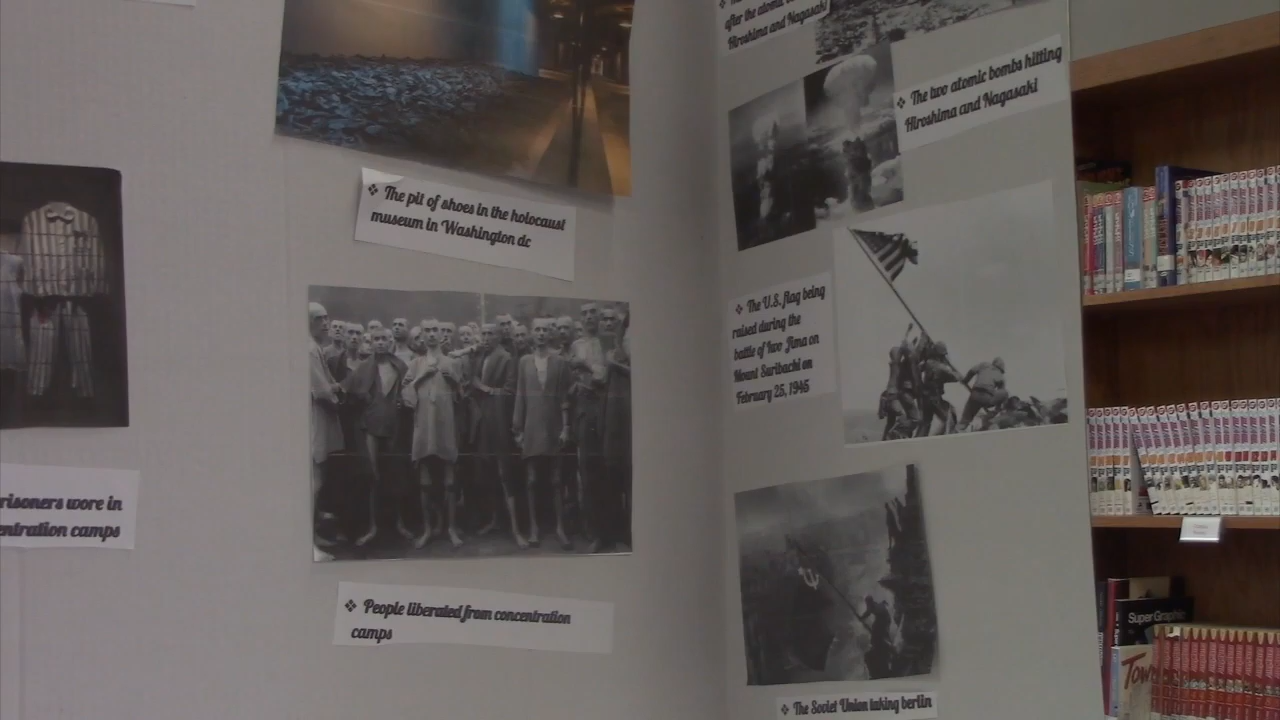 risoners wore in
entration camps
❖ The pit of shoes in the holocaust
museum in Washington dc
❖ People liberated from concentration
camps
after the atomic
Hiroshima and Nagasaki
❖ The two atomic bombs hitting
Hiroshima and Nagasaki
❖ The U.S. flag being
raised during the
battle of Iwo Jima on
Mount Suribachi on
February 25, 1945
❖ The Soviet Union taking berlin
Super Graphic
Tow